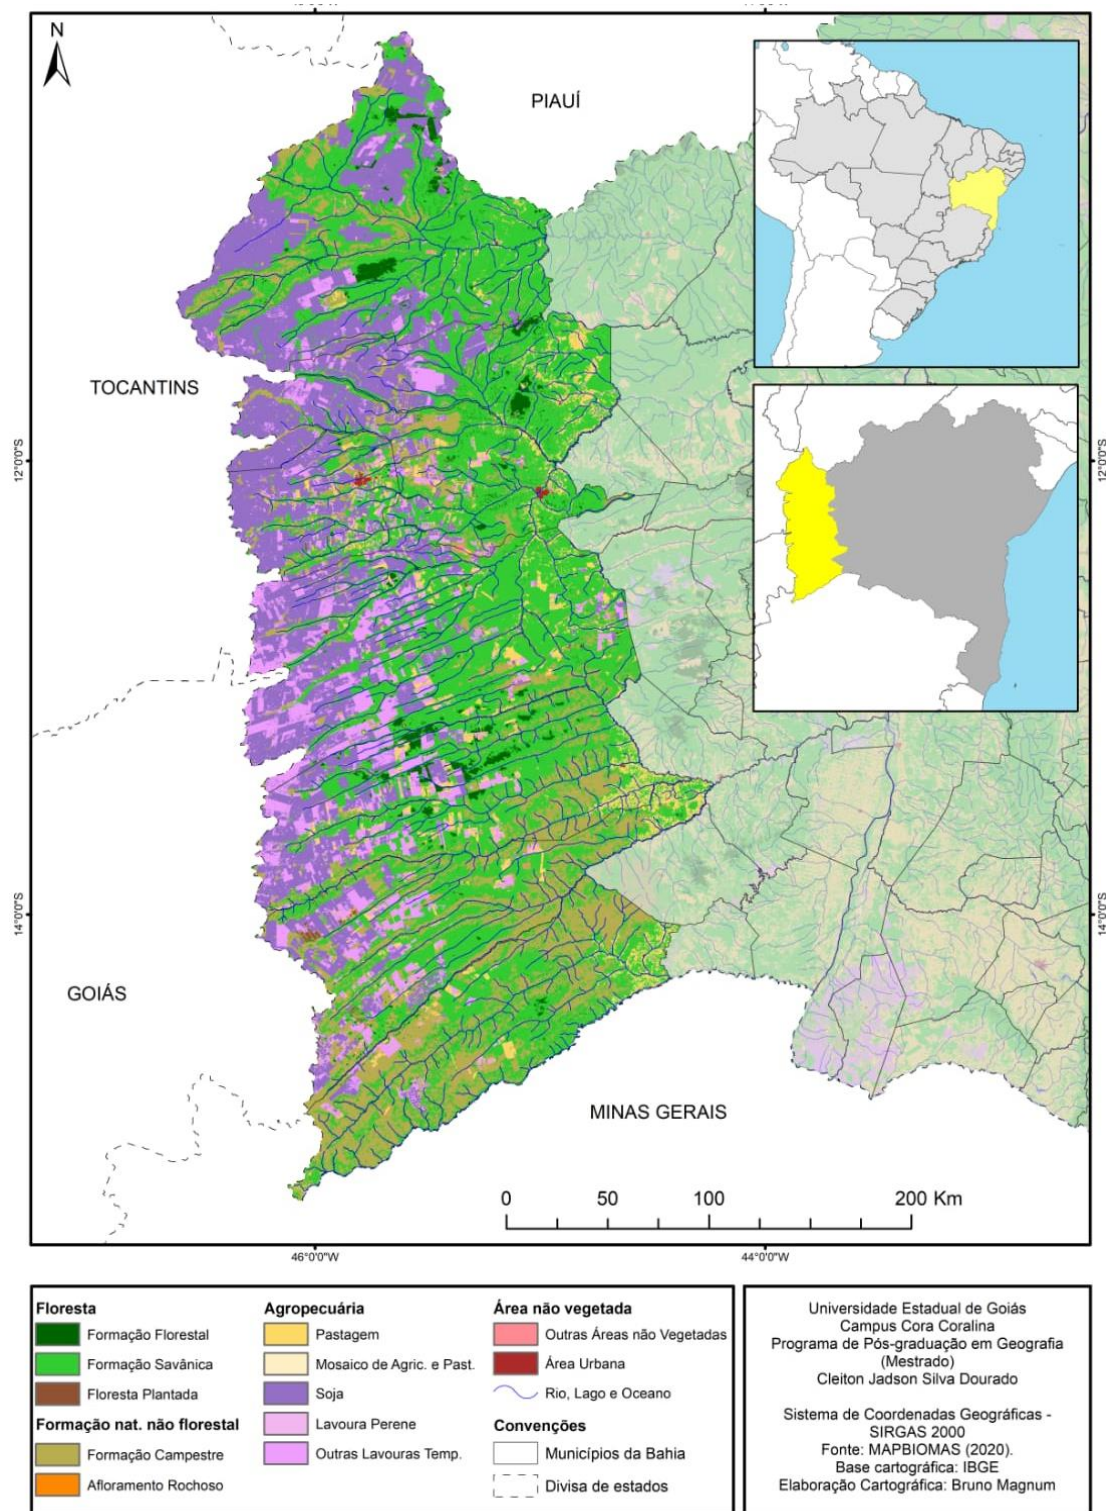 N
PIAUÍ
TOCANTINS
12°0'0"S
12°0'0"S
14°0'0"S
14°0'0"S
GOIÁS
MINAS GERAIS
0 50 100 200 Km
46°0'0"W
44°0'0"W
Floresta
Formação Florestal
Formação Savânica
Floresta Plantada
Formação nat. não florestal
Formação Campestre
Afloramento Rochoso
Agropecuária
Pastagem
Mosaico de Agric. e Past.
Soja
Lavoura Perene
Outras Lavouras Temp.
Área não vegetada
Outras Áreas não Vegetadas
Área Urbana
Rio, Lago e Oceano
Convenções
Municípios da Bahia
Divisa de estados
Universidade Estadual de Goiás
Campus Cora Coralina
Programa de Pós-graduação em Geografia
(Mestrado)
Cleiton Jadson Silva Dourado
Sistema de Coordenadas Geográficas -
SIRGAS 2000
Fonte: MAPBIOMAS (2020).
Base cartográfica: IBGE
Elaboração Cartográfica: Bruno Magnum